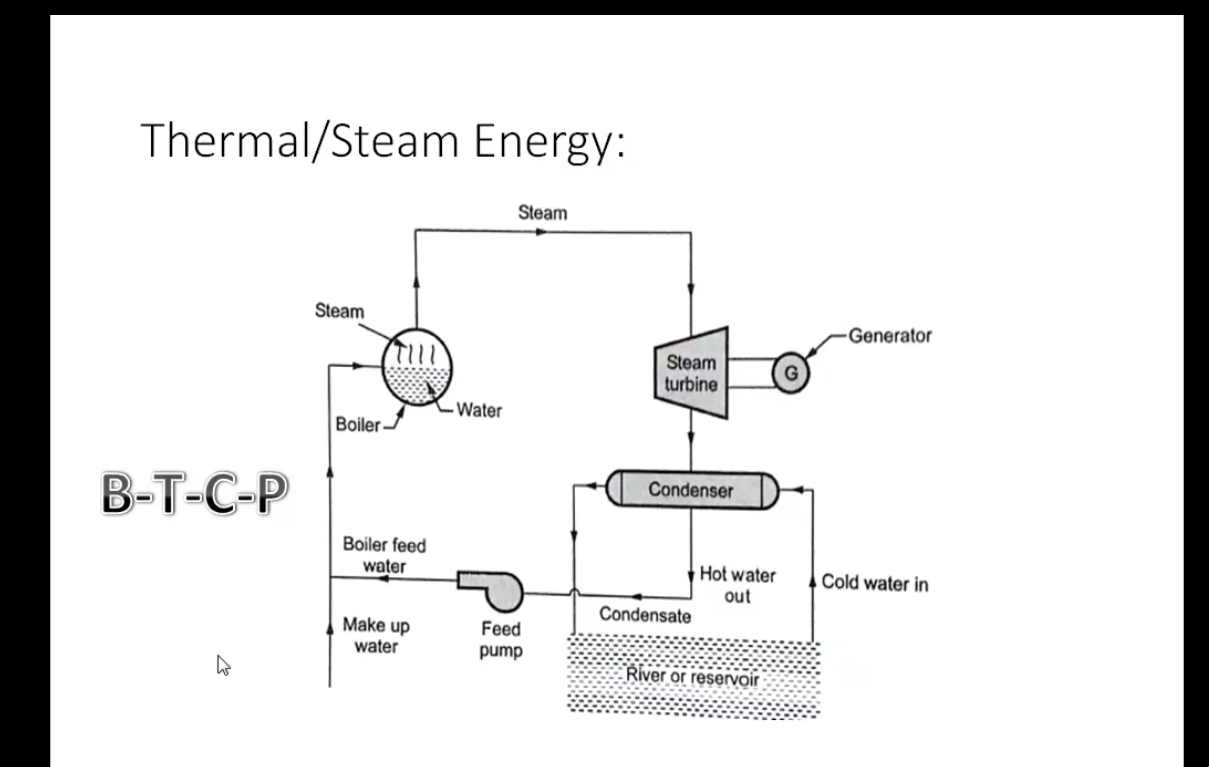 Thermal/Steam Energy:
Steam
Steam
Generator
Steam
turbine
G
Water
Boiler
B-T-C-P
Condenser
Boiler feed
water
Hot water
out
Cold water in
Condensate
Make up
water
Feed
pump
River or reservoir